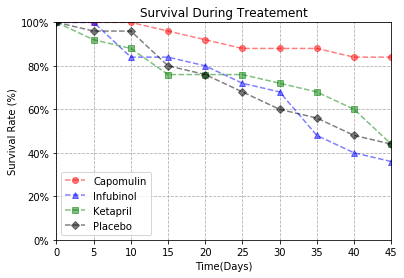 Survival During Treatement
100%
80%
60%
40%
20%
0%
Survival Rate (%)
Capomulin
Infubinol
Ketapril
Placebo
0 5 10 15 20 25 30 35 40 45
Time(Days)